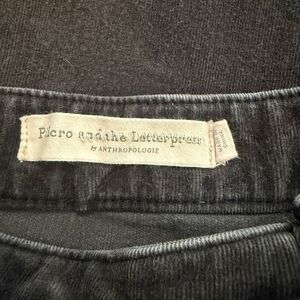 Pilcro and the Letterpress
by ANTHROPOLOGIE